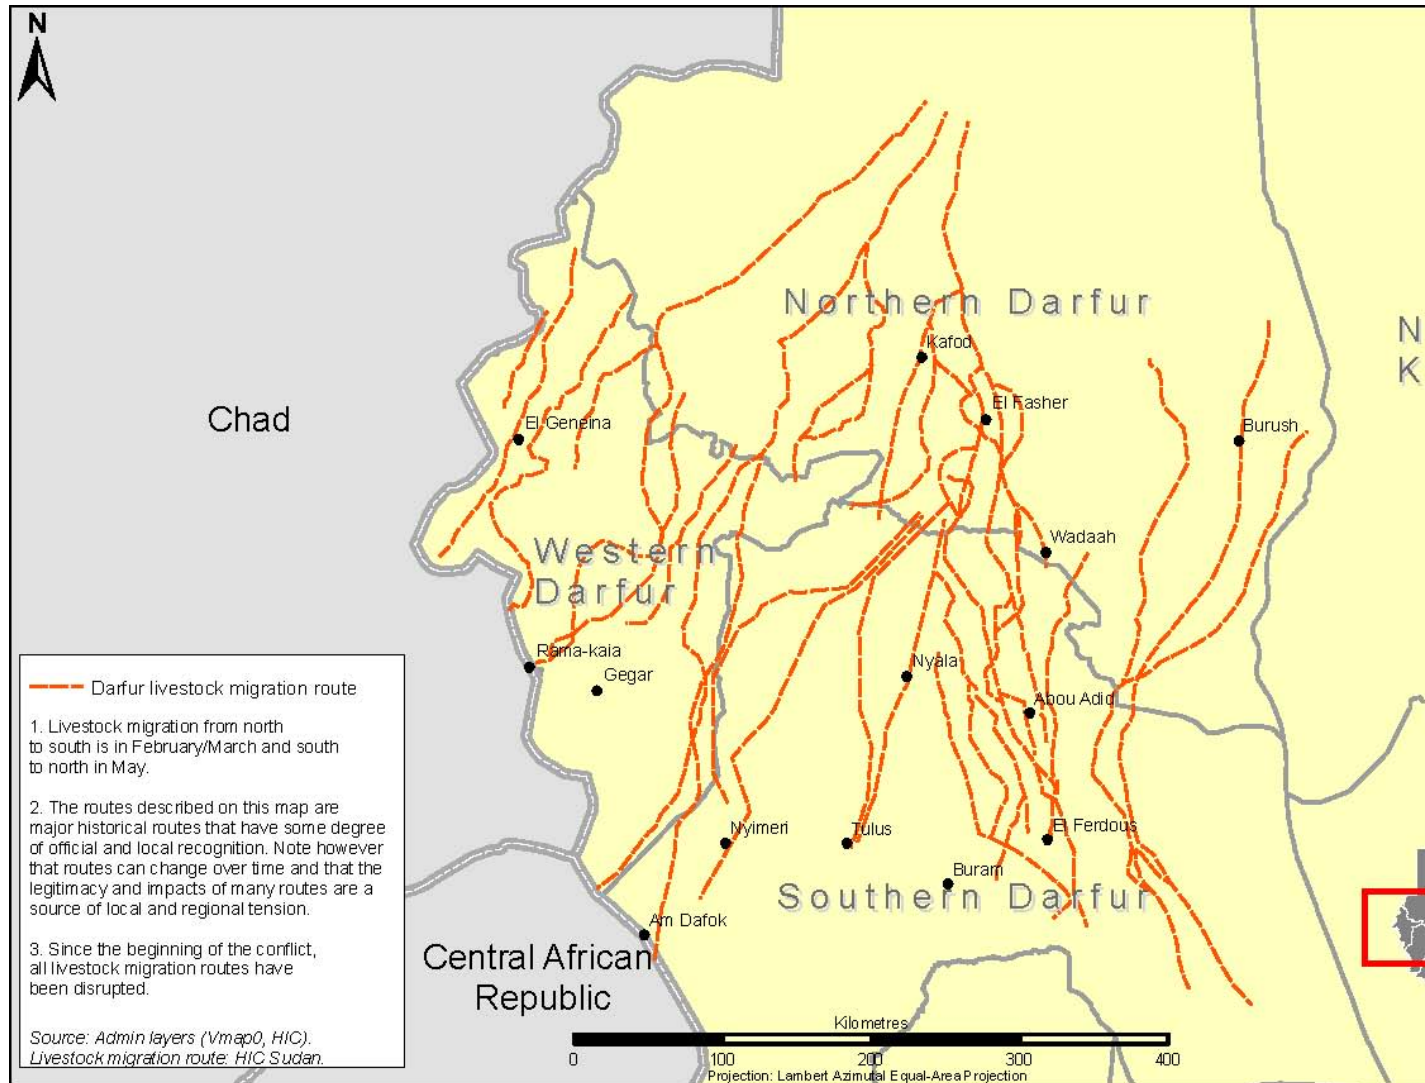 N
Northern Darfur
N
K
Kafod
El Fasher
Chad
El Geneina
Burush
Western
Darfur
Wadaah
Rama-kaia
Gegar
Nyala
Abou Adid
Darfur livestock migration route
1. Livestock migration from north
to south is in February/March and south
to north in May.
2. The routes described on this map are
major historical routes that have some degree
of official and local recognition. Note however
that routes can change over time and that the
legitimacy and impacts of many routes are a
source of local and regional tension.
3. Since the beginning of the conflict,
all livestock migration routes have
been disrupted.
Source: Admin layers (Vmap0, HIC).
Livestock migration route: HIC Sudan.
Nyimeri
Tulus
El Ferdous
Buram
Southern Darfur
Am Dafok
Central African
Republic
Kilometres
0 100 200 300 400
Projection: Lambert Azimutal Equal-Area Projection